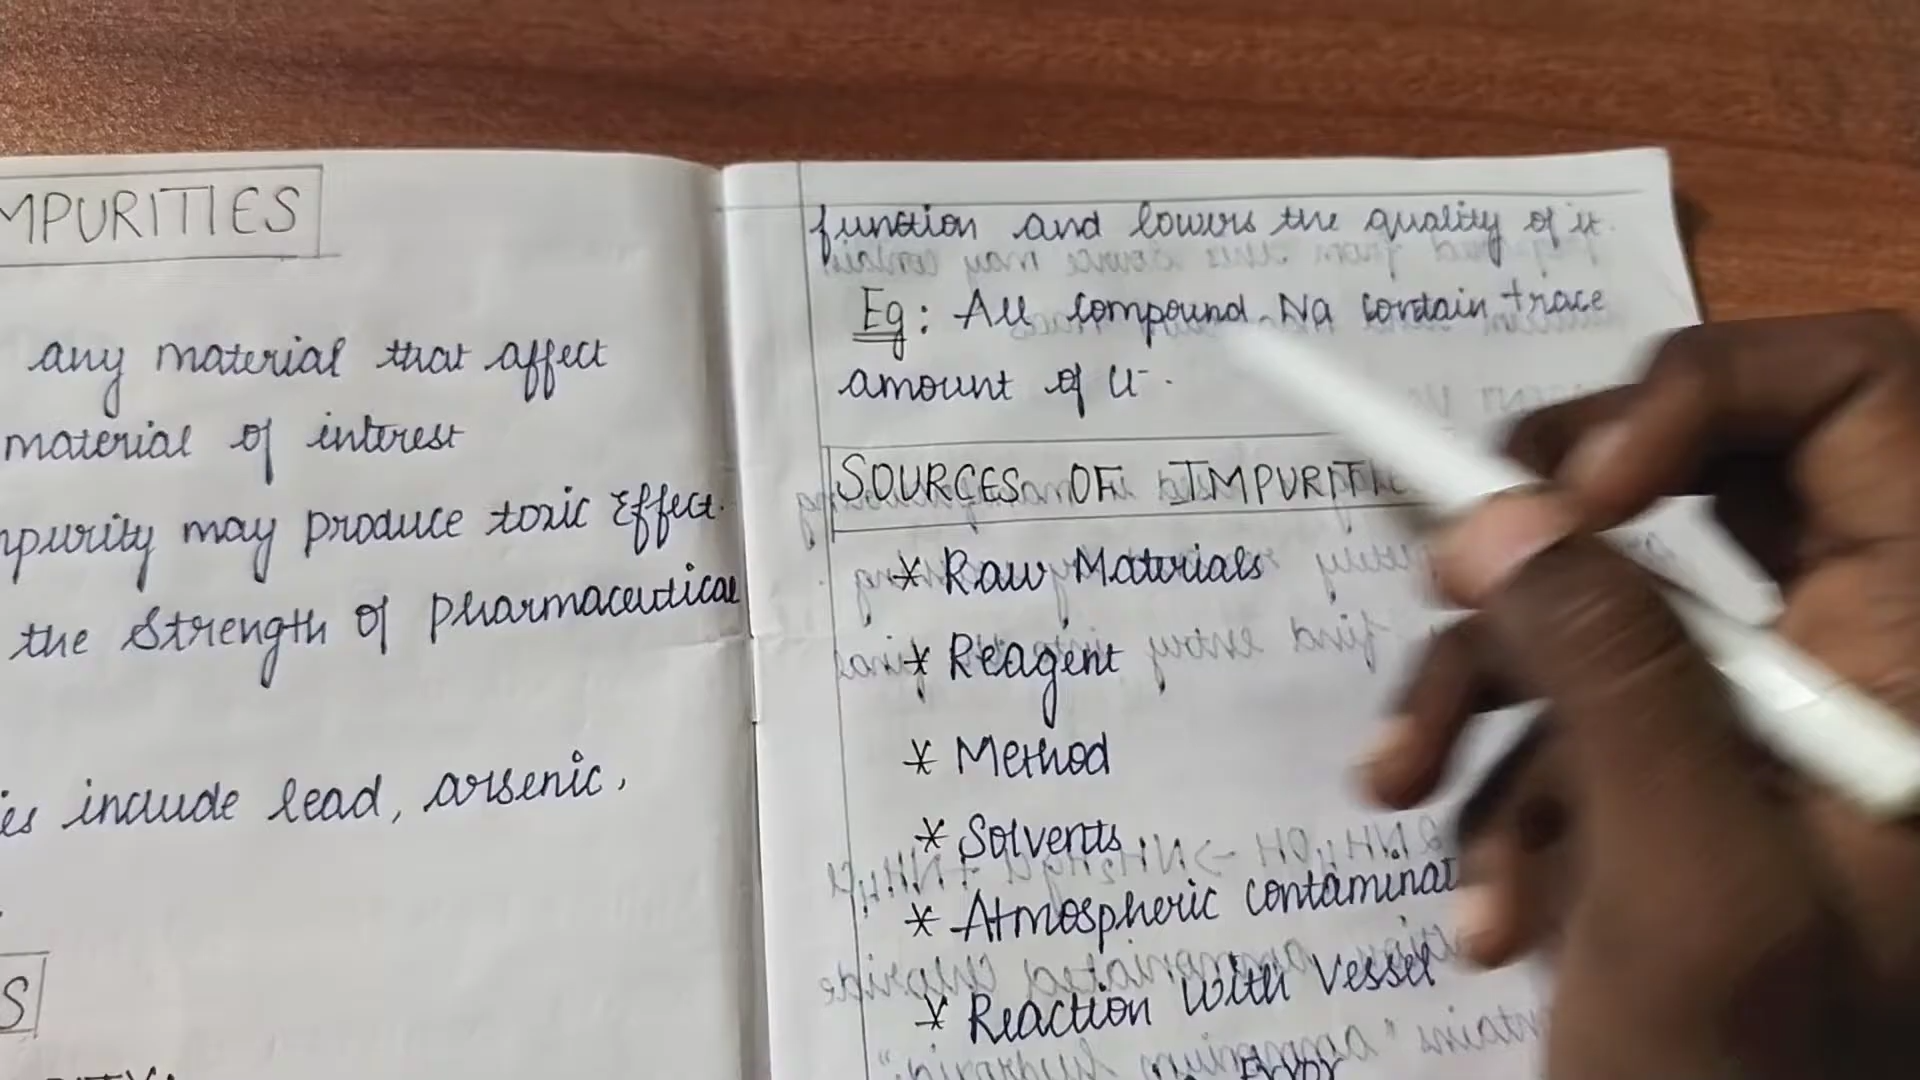 MPURITIES
any material that affect
material of interest
mpurity may produce toxic Effect.
the Strength of pharmaceutical
es include lead, arsenic,
S
function and lowers the quality of it.
Eg: All compound Na contain trace
amount of Cl-.
SOURCES OF IMPURITIE
* Raw Materials
* Reagent
* Method
* Solvents
* Atmospheric contaminat
* Reaction with Vessel
Error